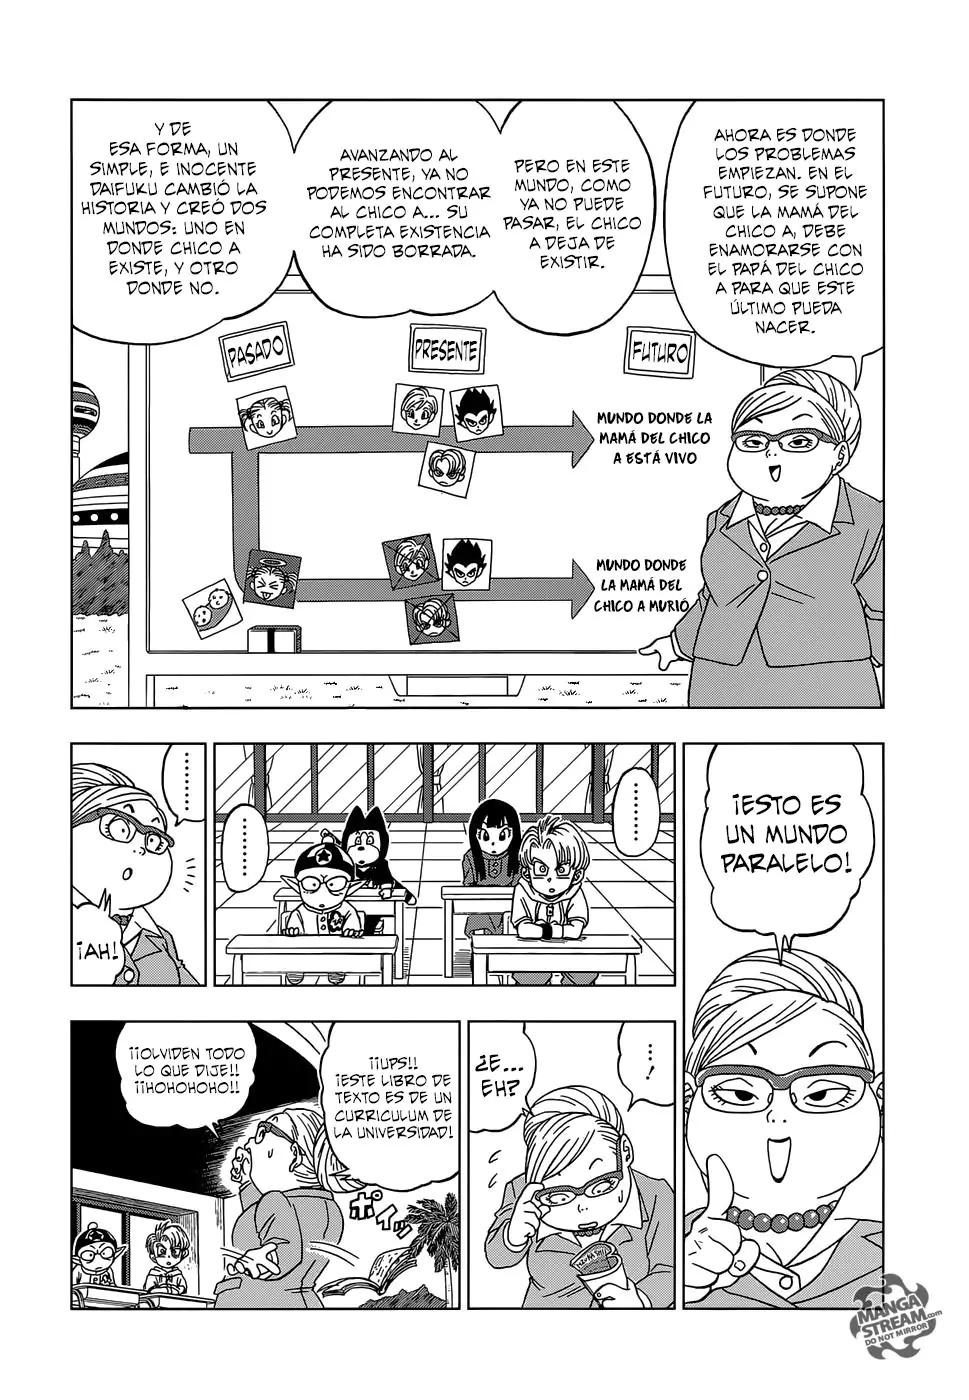 AHORA ES DONDE
LOS PROBLEMAS
EMPIEZAN. EN EL
FUTURO, SE SUPONE
QUE LA MAMÁ DEL
CHICO A, DEBE
ENAMORARSE CON
EL PAPÁ DEL CHICO
A PARA QUE ESTE
ÚLTIMO PUEDA
NACER.
PERO EN ESTE
MUNDO, COMO
YA NO PUEDE
PASAR, EL CHICO
A DEJA DE
EXISTIR.
AVANZANDO AL
PRESENTE, YA NO
PODEMOS ENCONTRAR
AL CHICO A... SU
COMPLETA EXISTENCIA
HA SIDO BORRADA.
Y DE
ESA FORMA, UN
SIMPLE, E INOCENTE
DAIFUKU CAMBIÓ LA
HISTORIA Y CREÓ DOS
MUNDOS: UNO EN
DONDE CHICO A
EXISTE, Y OTRO
DONDE NO.
PASADO
PRESENTE
FUTURO
MUNDO DONDE LA
MAMÁ DEL CHICO
A ESTÁ VIVO
MUNDO DONDE
LA MAMÁ DEL
CHICO A MURIÓ
¡ESTO ES
UN MUNDO
PARALELO!
.........
.........
........
¡AH!
...!
¿E...
EH?
¡¡UPS!!
¡ESTE LIBRO DE
TEXTO ES DE UN
CURRICULUM DE
LA UNIVERSIDAD!
¡¡OLVIDEN TODO
LO QUE DIJE!!
¡¡HOHOHOHO!!
ポイッ
MANGA
STREAM.com
DO NOT MIRROR